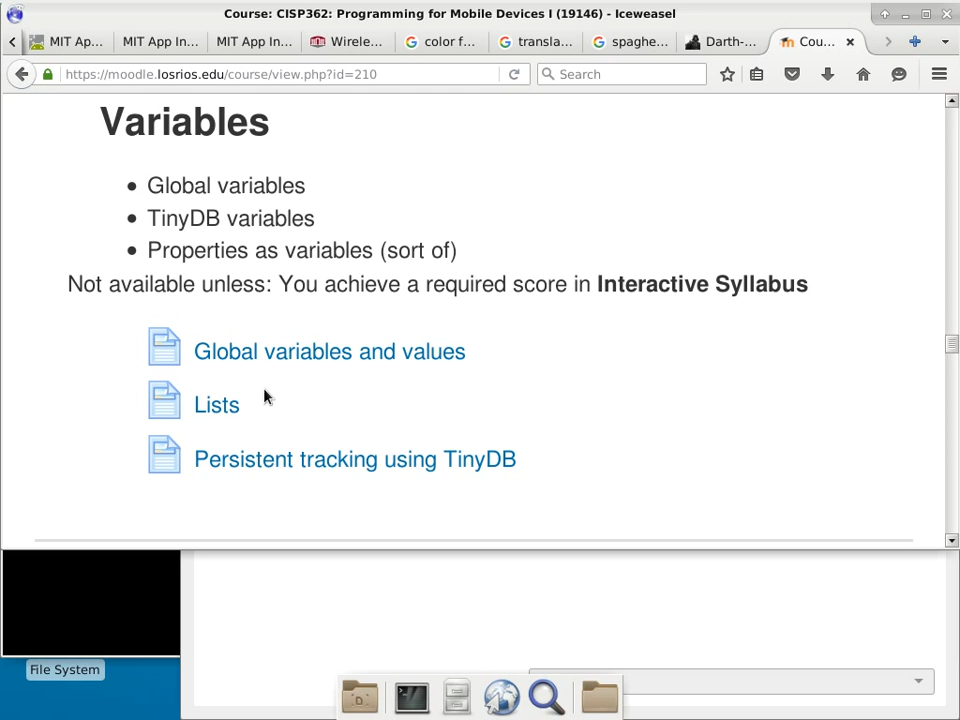 Course: CISP362: Programming for Mobile Devices I (19146) - Iceweasel
MIT Ap... MIT App In... MIT App In... Wirele... color f... transla... spaghe... Darth-... Cou...
https://moodle.losrios.edu/course/view.php?id=210 Search
Variables
Global variables
TinyDB variables
Properties as variables (sort of)
Not available unless: You achieve a required score in Interactive Syllabus
Global variables and values
Lists
Persistent tracking using TinyDB
File System